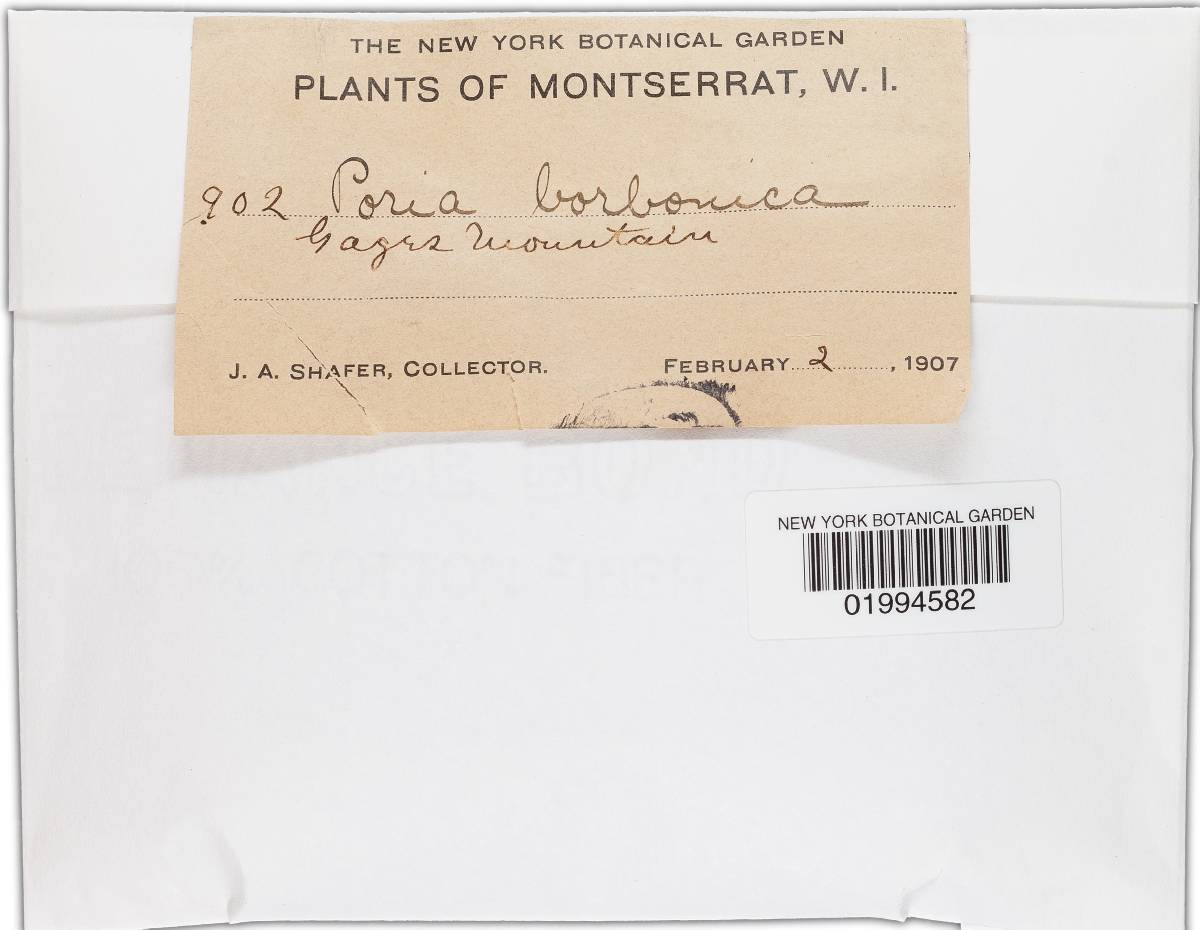 THE NEW YORK BOTANICAL GARDEN
PLANTS OF MONTSERRAT, W. I.
902 Poria borbonica
Gages Mountain
J. A. SHAFER, COLLECTOR. FEBRUARY 2, 1907
NEW YORK BOTANICAL GARDEN
01994582